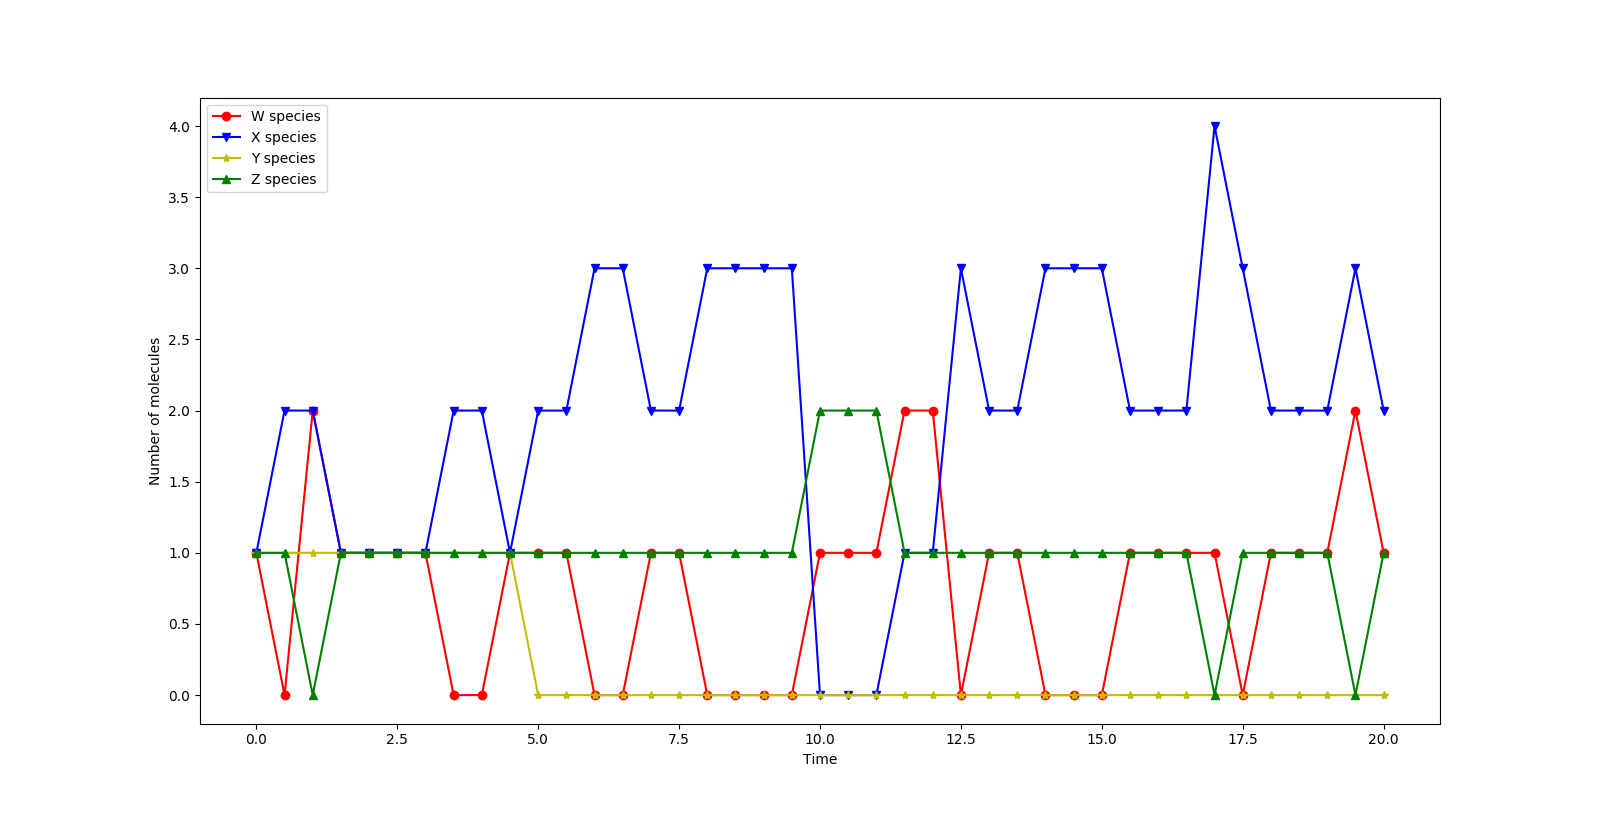 W species
X species
Y species
Z species
4.0
3.5
3.0
2.5
2.0
1.5
1.0
0.5
0.0
Number of molecules
0.0 2.5 5.0 7.5 10.0 12.5 15.0 17.5 20.0
Time